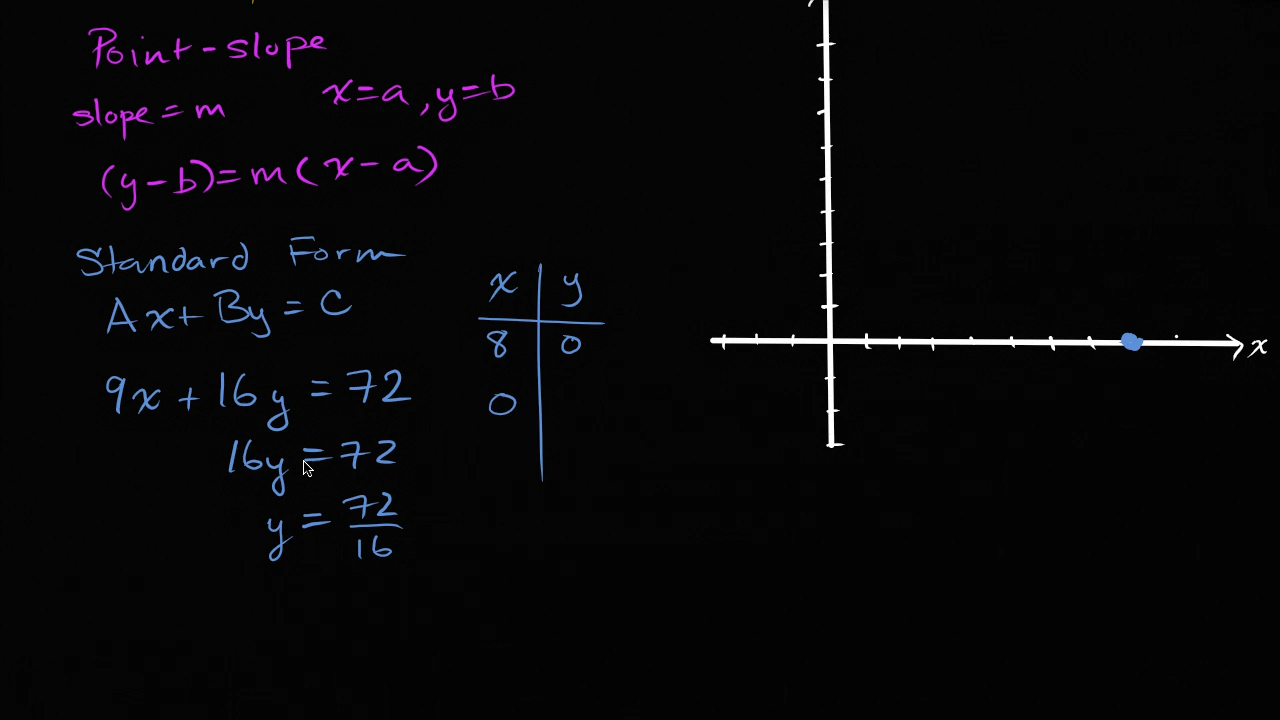 Point-slope
slope = m
x=a, y=b
(y-b)=m(x-a)
Standard Form
Ax+By=C
9x+16y=72
16y=72
y=72/16
x | y
8 | 0
0
x